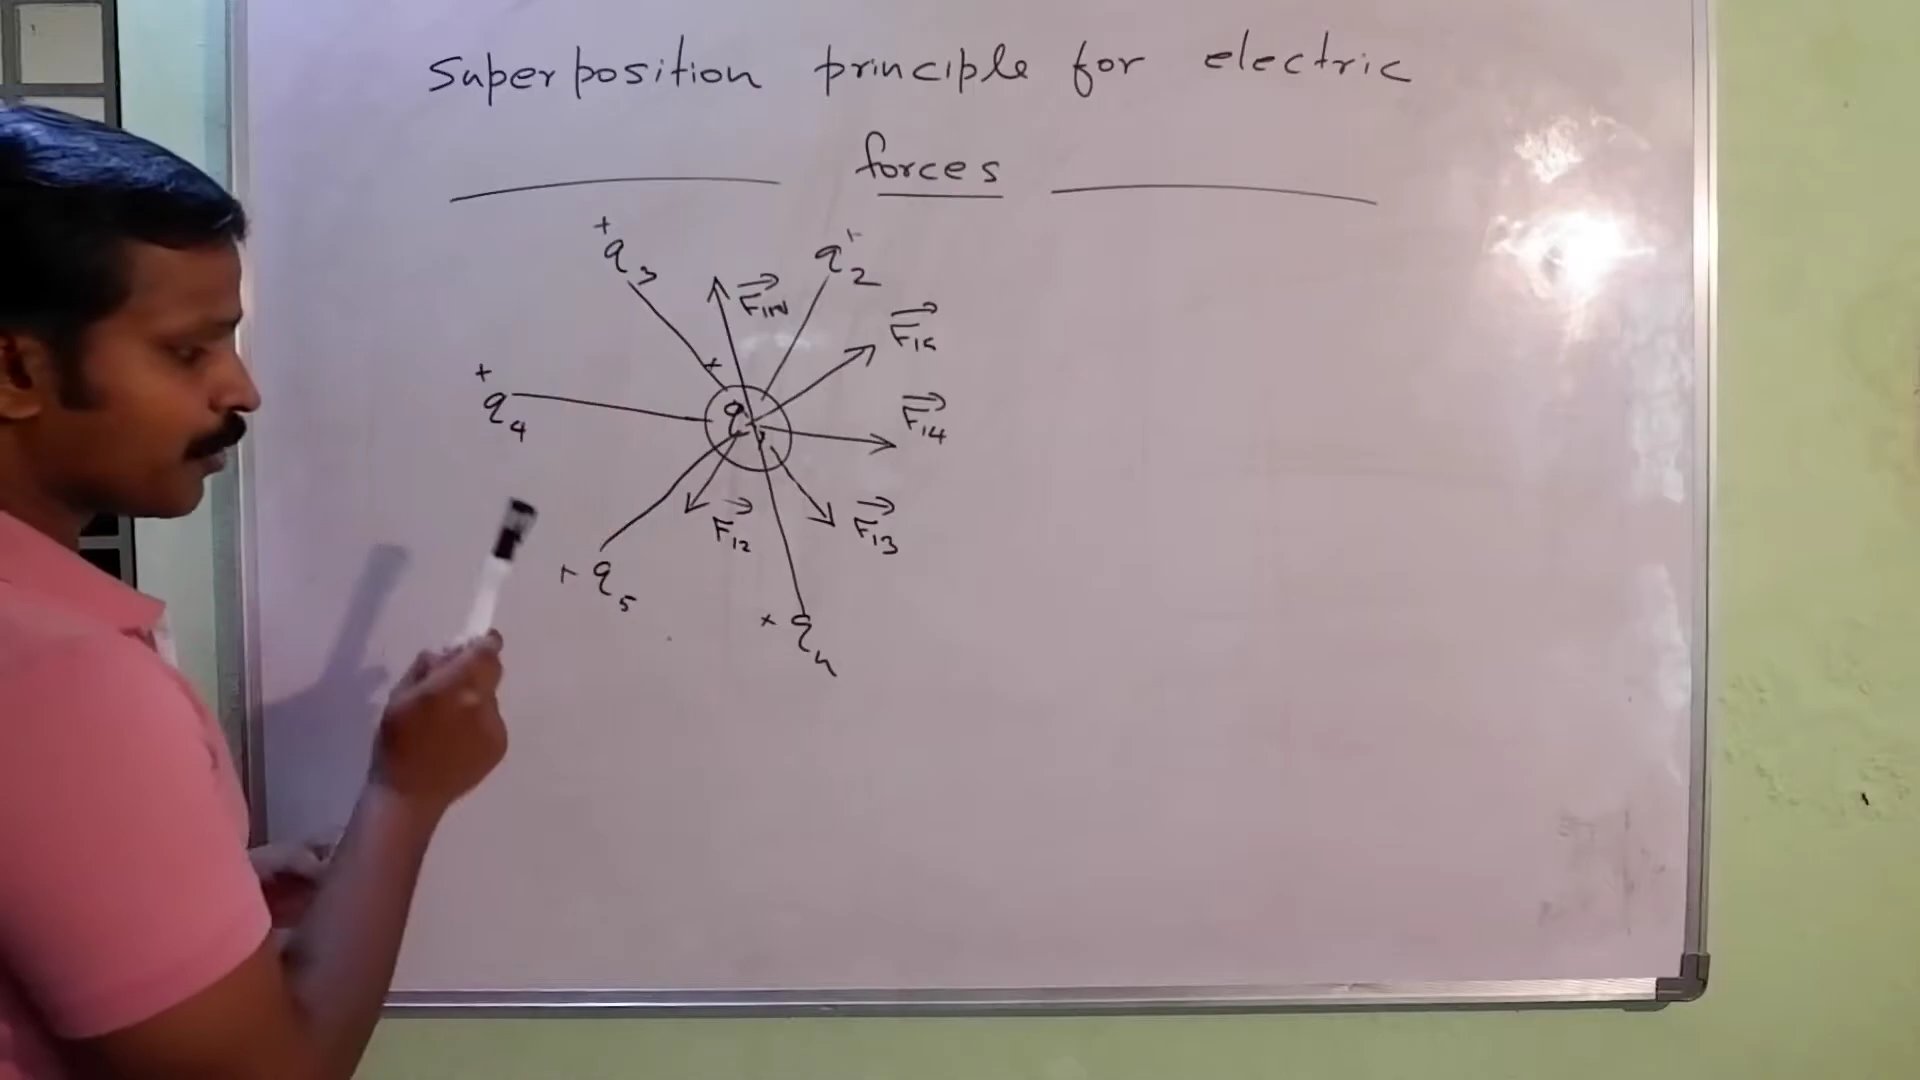 Superposition principle for electric
forces
+
q3
q2 +
F1N
F15
+
q4
+
q1
F14
F12
F13
+ q5
+ qn